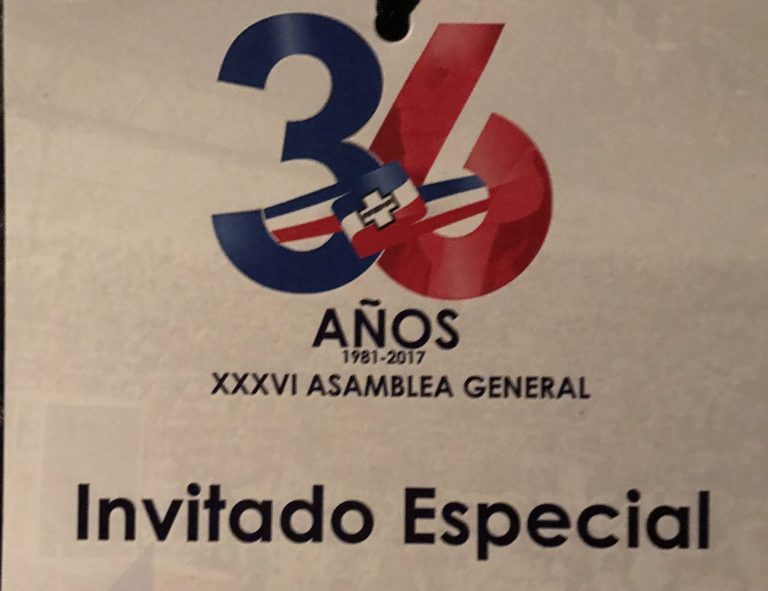 36
AÑOS
1981-2017
XXXVI ASAMBLEA GENERAL
Invitado Especial